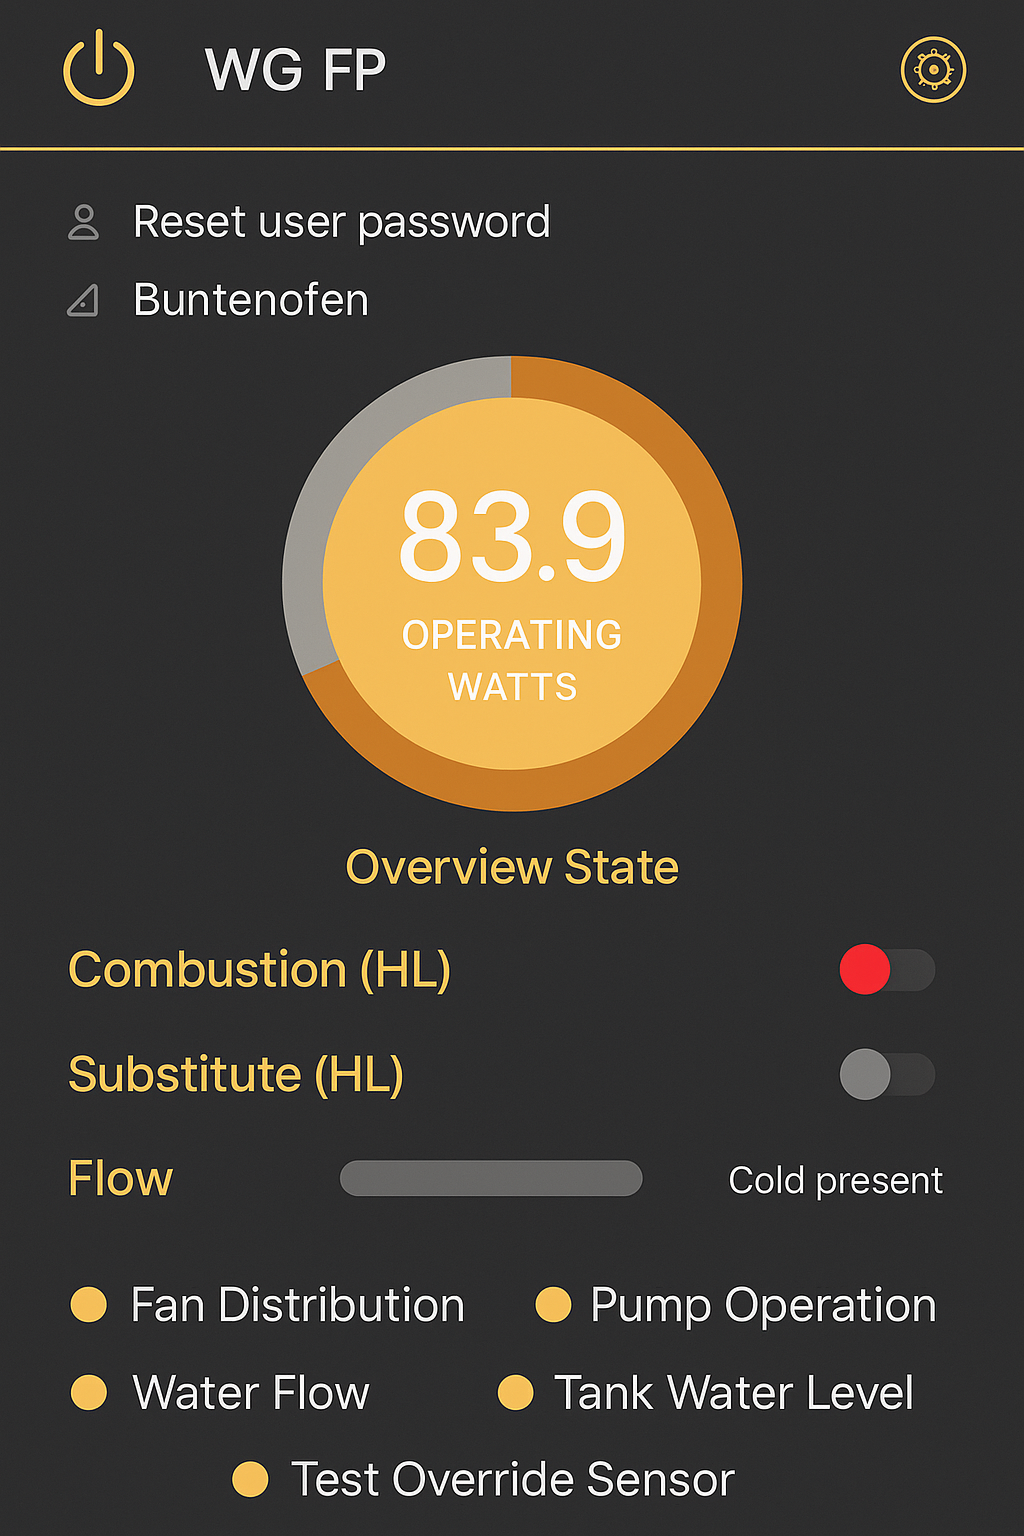 WG FP
Reset user password
Buntenofen
83.9
OPERATING
WATTS
Overview State
Combustion (HL)
Substitute (HL)
Flow Cold present
Fan Distribution Pump Operation
Water Flow Tank Water Level
Test Override Sensor